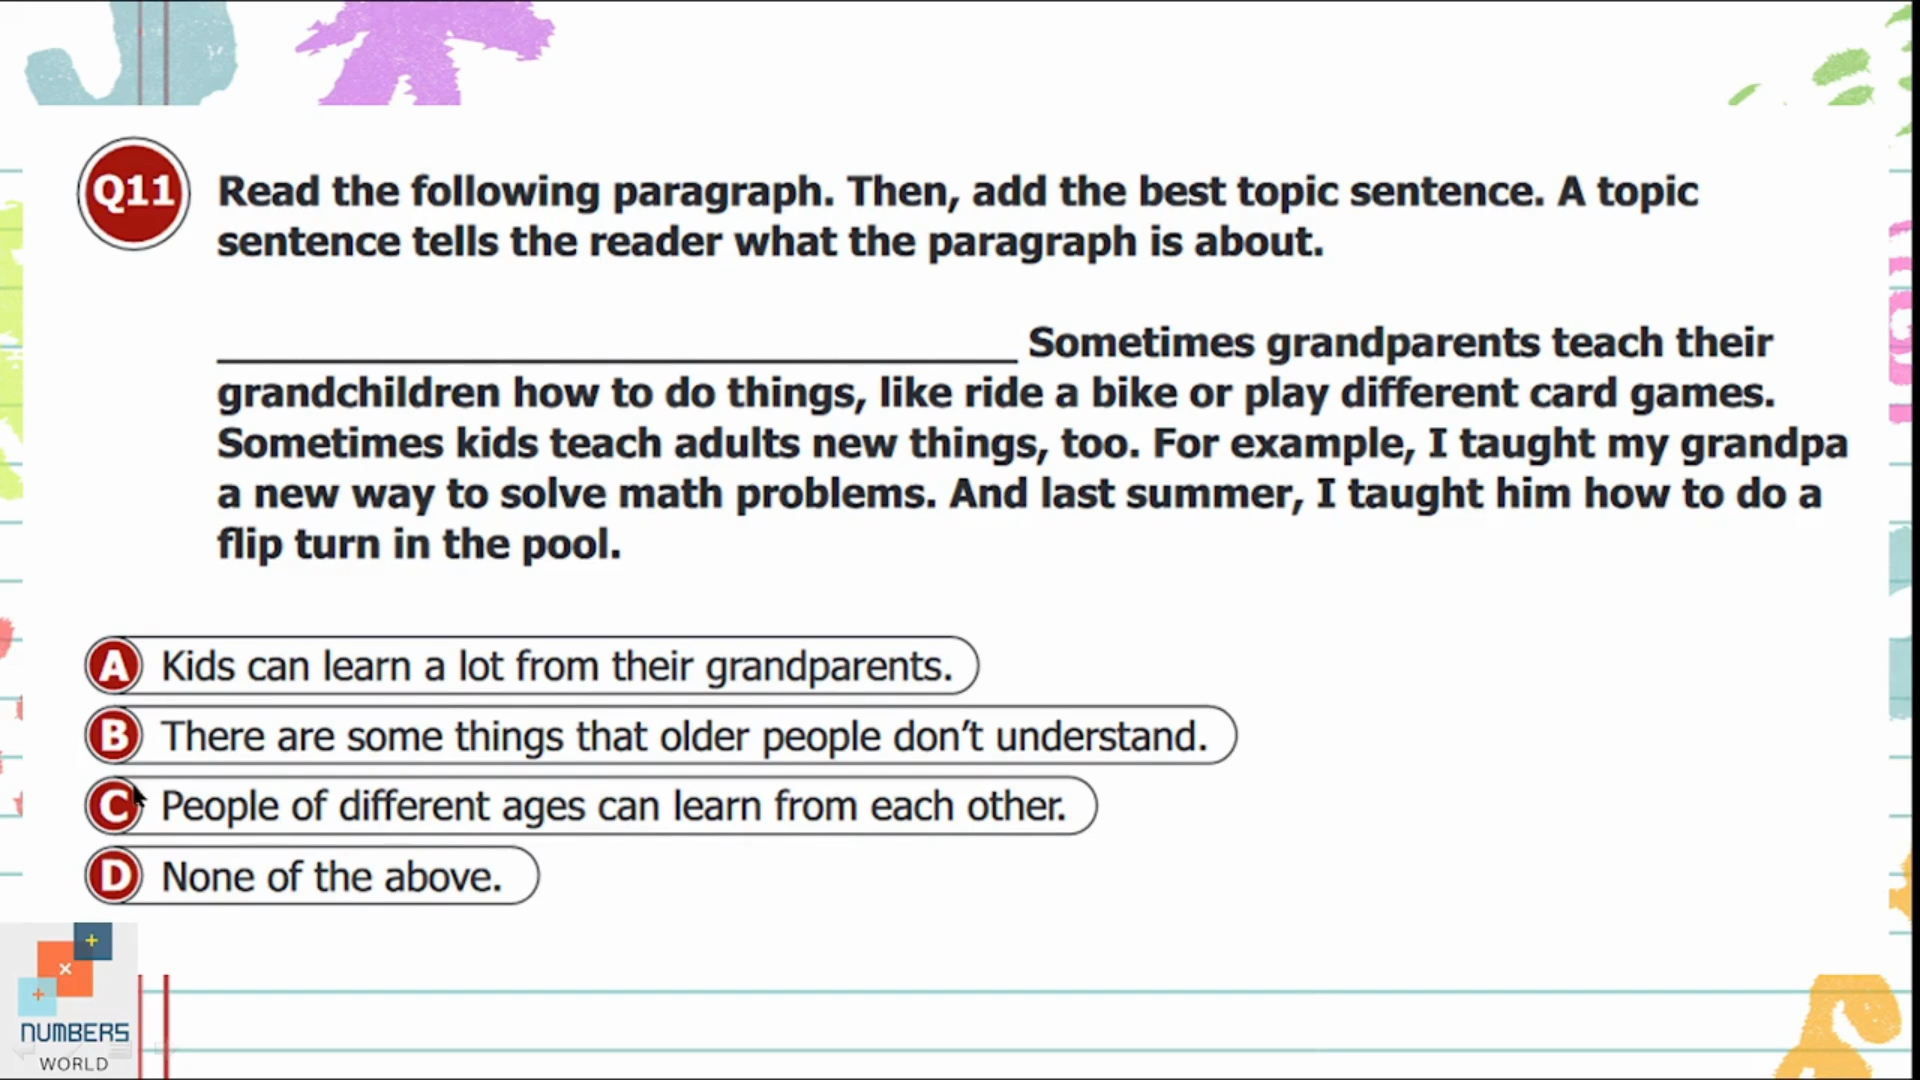 Q11
Read the following paragraph. Then, add the best topic sentence. A topic
sentence tells the reader what the paragraph is about.
______________________________ Sometimes grandparents teach their
grandchildren how to do things, like ride a bike or play different card games.
Sometimes kids teach adults new things, too. For example, I taught my grandpa
a new way to solve math problems. And last summer, I taught him how to do a
flip turn in the pool.
A Kids can learn a lot from their grandparents.
B There are some things that older people don’t understand.
C People of different ages can learn from each other.
D None of the above.
+
×
+
NUMBERS
WORLD